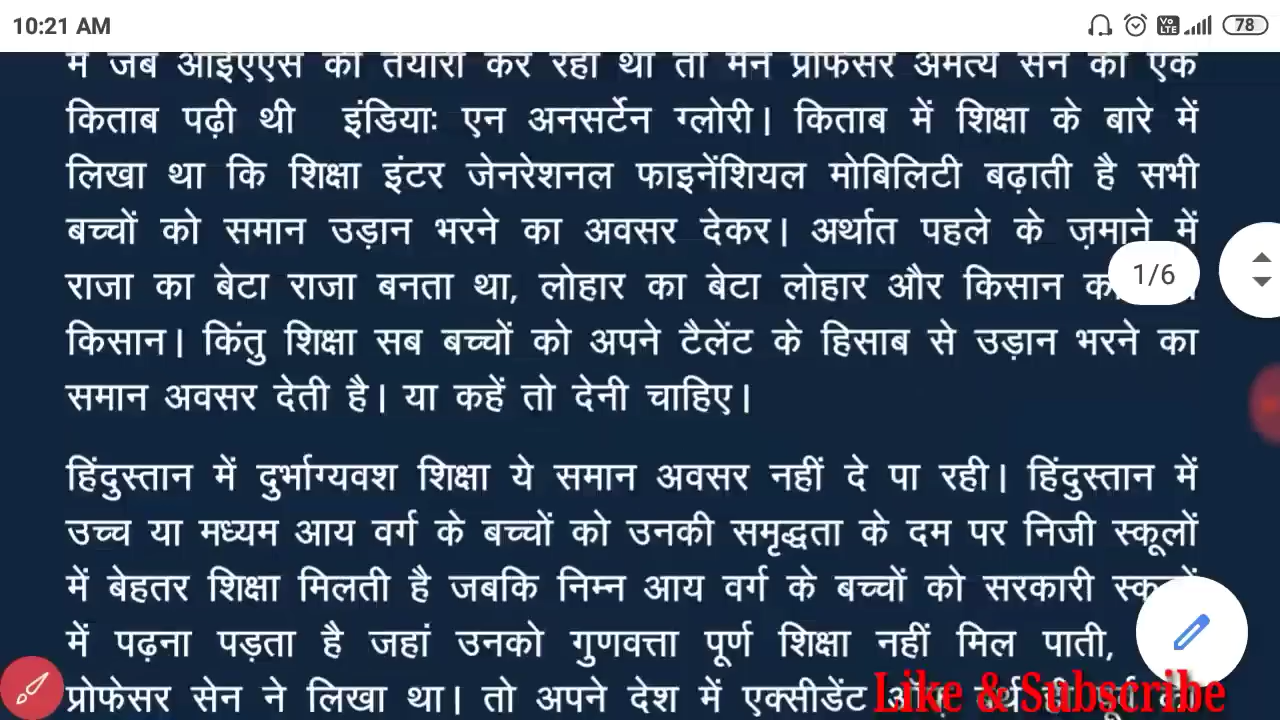 10:21 AM
Vo LTE
78
में जब आईएएस की तैयारी कर रहा था तो मैंने प्रोफेसर अमर्त्य सेन की एक
किताब पढ़ी थी इंडियाः एन अनसर्टेन ग्लोरी। किताब में शिक्षा के बारे में
लिखा था कि शिक्षा इंटर जेनरेशनल फाइनेंशियल मोबिलिटी बढ़ाती है सभी
बच्चों को समान उड़ान भरने का अवसर देकर। अर्थात पहले के ज़माने में
राजा का बेटा राजा बनता था, लोहार का बेटा लोहार और किसान का
1/6
किसान। किंतु शिक्षा सब बच्चों को अपने टैलेंट के हिसाब से उड़ान भरने का
समान अवसर देती है। या कहें तो देनी चाहिए।
हिंदुस्तान में दुर्भाग्यवश शिक्षा ये समान अवसर नहीं दे पा रही। हिंदुस्तान में
उच्च या मध्यम आय वर्ग के बच्चों को उनकी समृद्धता के दम पर निजी स्कूलों
में बेहतर शिक्षा मिलती है जबकि निम्न आय वर्ग के बच्चों को सरकारी स्कूलों
में पढ़ना पड़ता है जहां उनको गुणवत्ता पूर्ण शिक्षा नहीं मिल पाती,
प्रोफेसर सेन ने लिखा था। तो अपने देश में एक्सीडेंट
Like & Subscribe